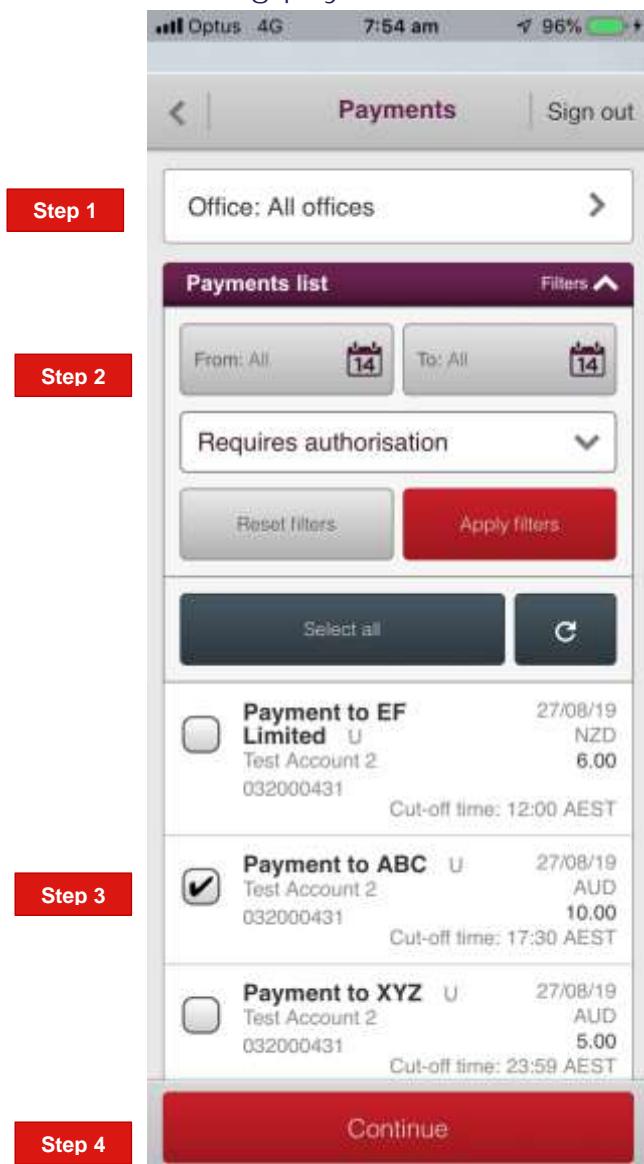 Optus 4G 7:54 am 96%
Payments Sign out
Step 1
Office: All offices
Payments list Filters
Step 2
From: All 14 To: All 14
Requires authorisation
Reset filters Apply filters
Select all
Payment to EF 27/08/19
Limited U NZD
Test Account 2 6.00
032000431
Cut-off time: 12:00 AEST
Step 3
Payment to ABC U 27/08/19
Test Account 2 AUD
032000431 10.00
Cut-off time: 17:30 AEST
Payment to XYZ U 27/08/19
Test Account 2 AUD
032000431 5.00
Cut-off time: 23:59 AEST
Step 4
Continue